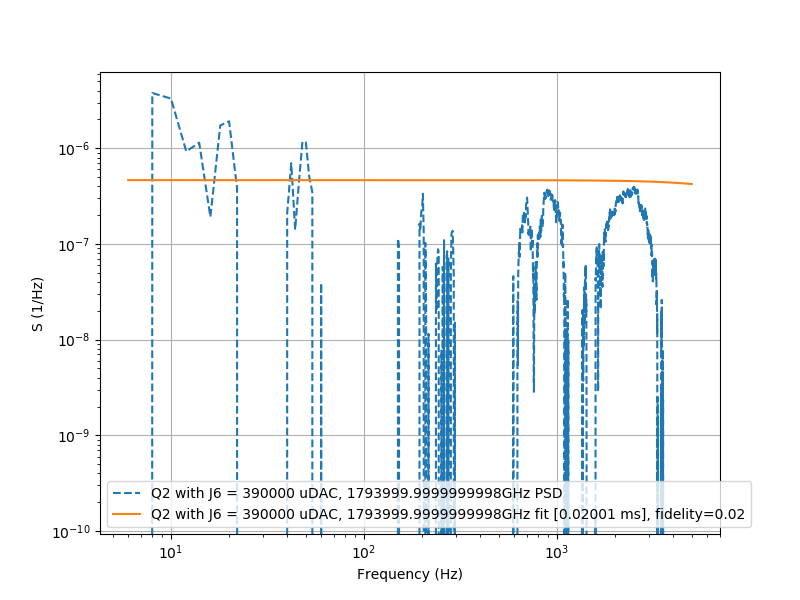 10⁻⁶
10⁻⁷
10⁻⁸
10⁻⁹
10⁻¹⁰
S (1/Hz)
Q2 with J6 = 390000 uDAC, 1793999.9999999998GHz PSD
Q2 with J6 = 390000 uDAC, 1793999.9999999998GHz fit [0.02001 ms], fidelity=0.02
10¹ 10² 10³
Frequency (Hz)